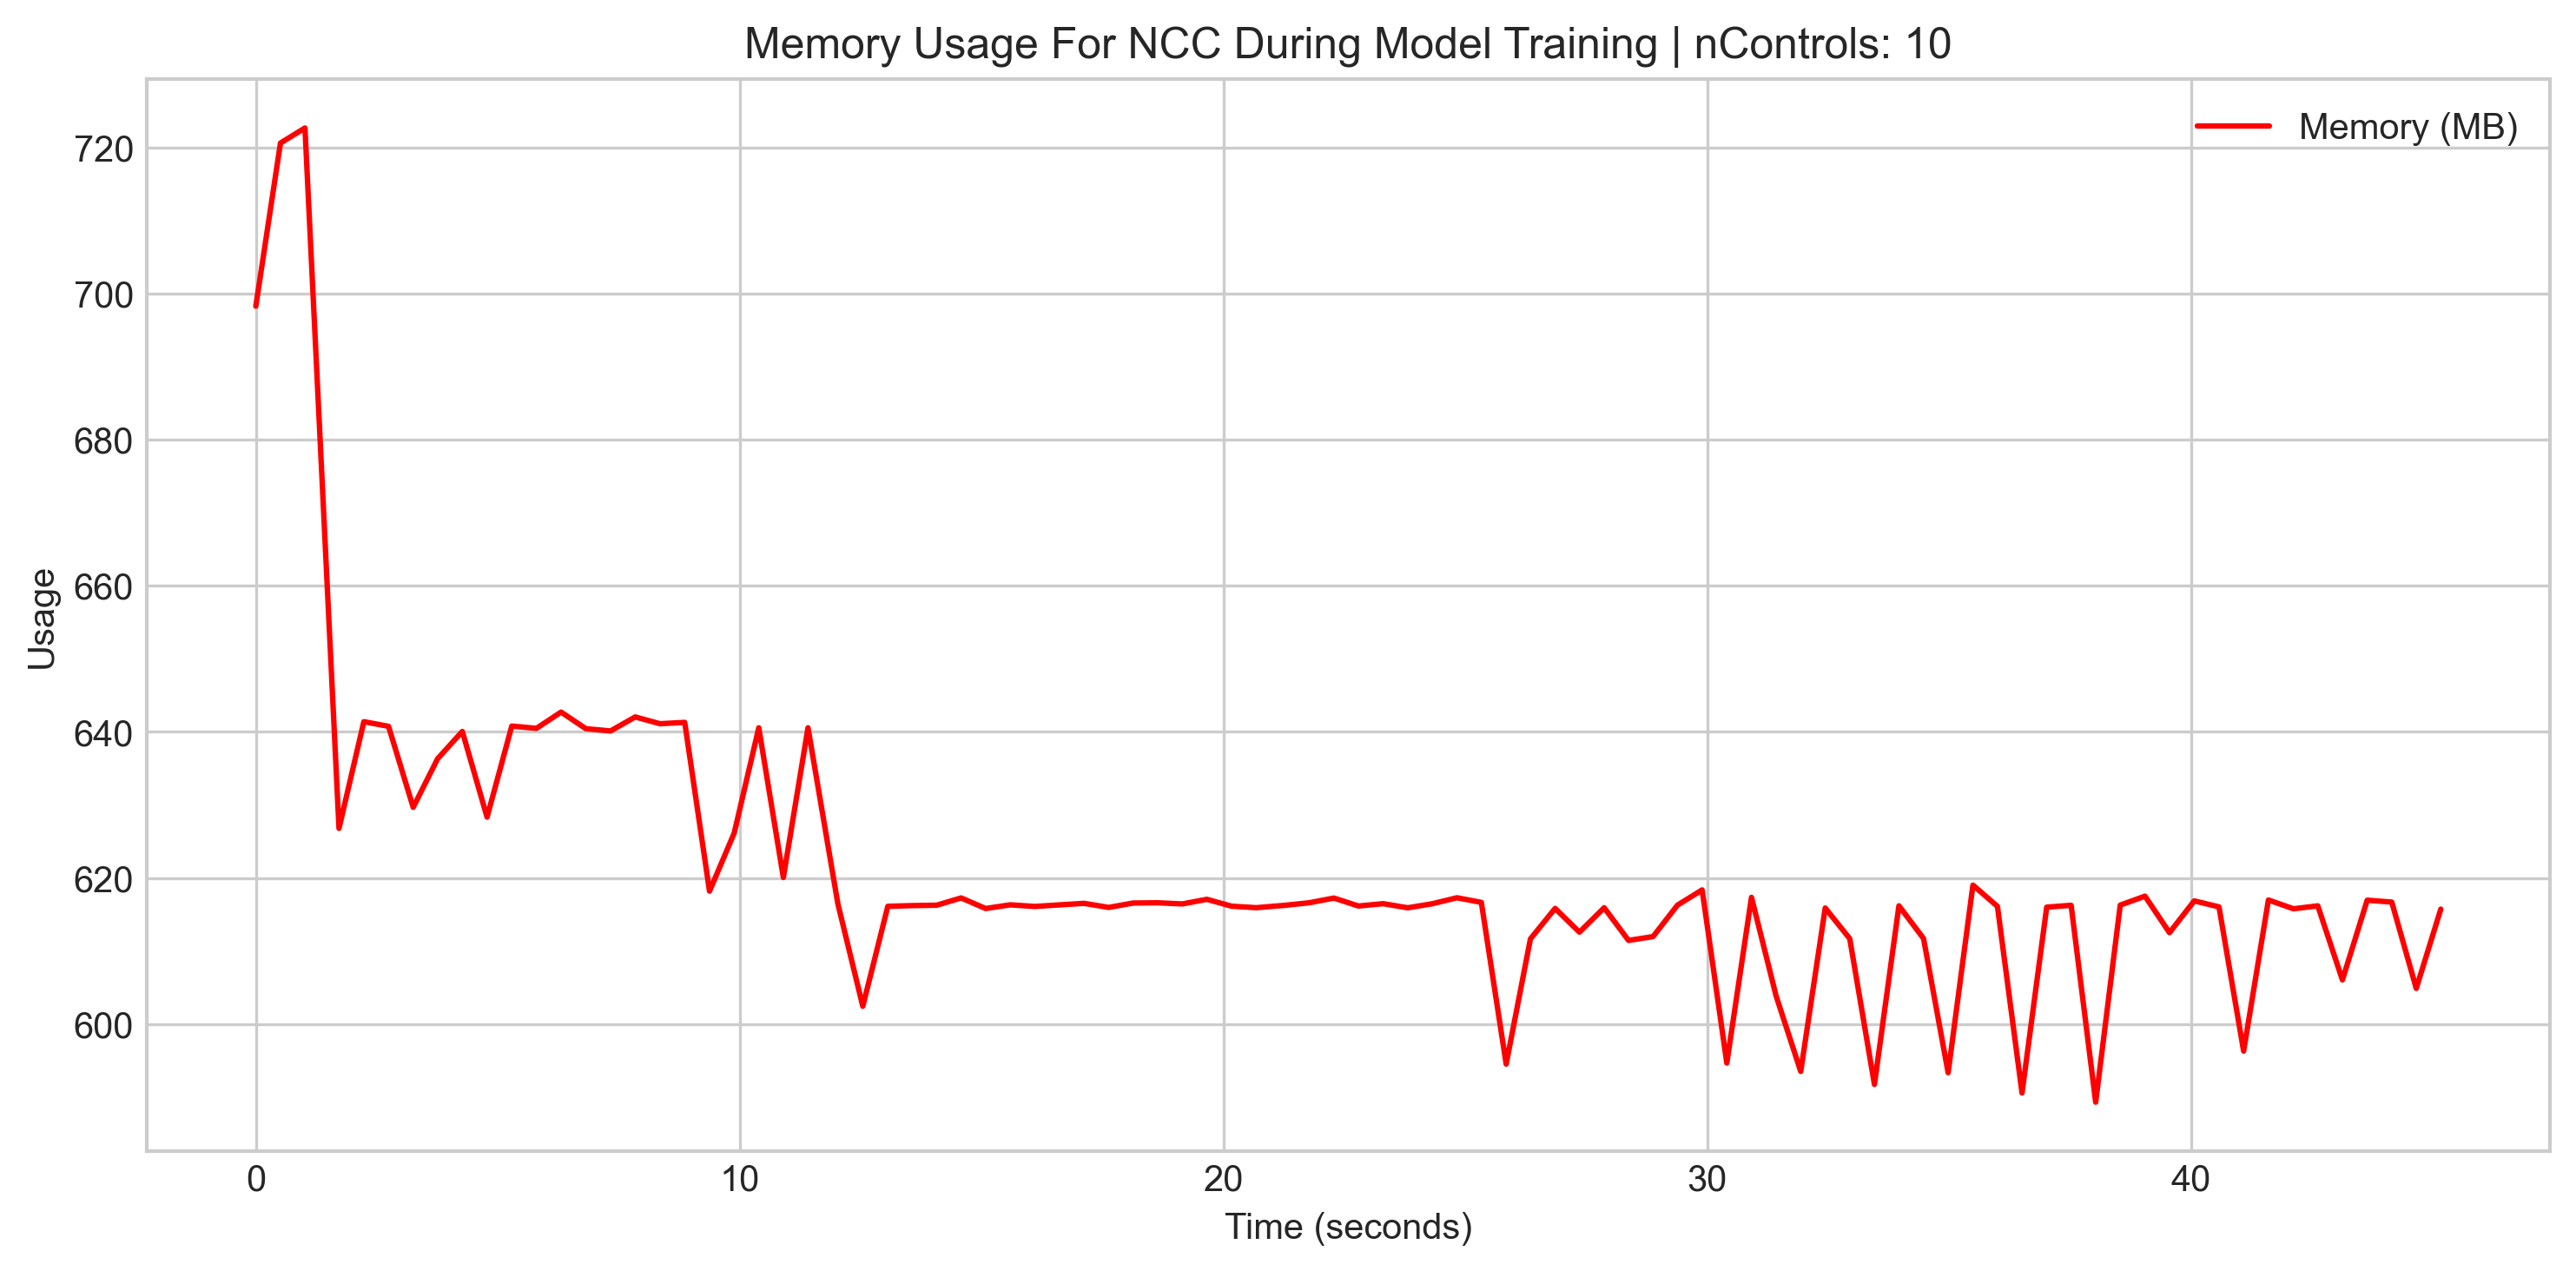 Memory Usage For NCC During Model Training | nControls: 10
Memory (MB)
720
700
680
660
640
620
600
Usage
0 10 20 30 40
Time (seconds)